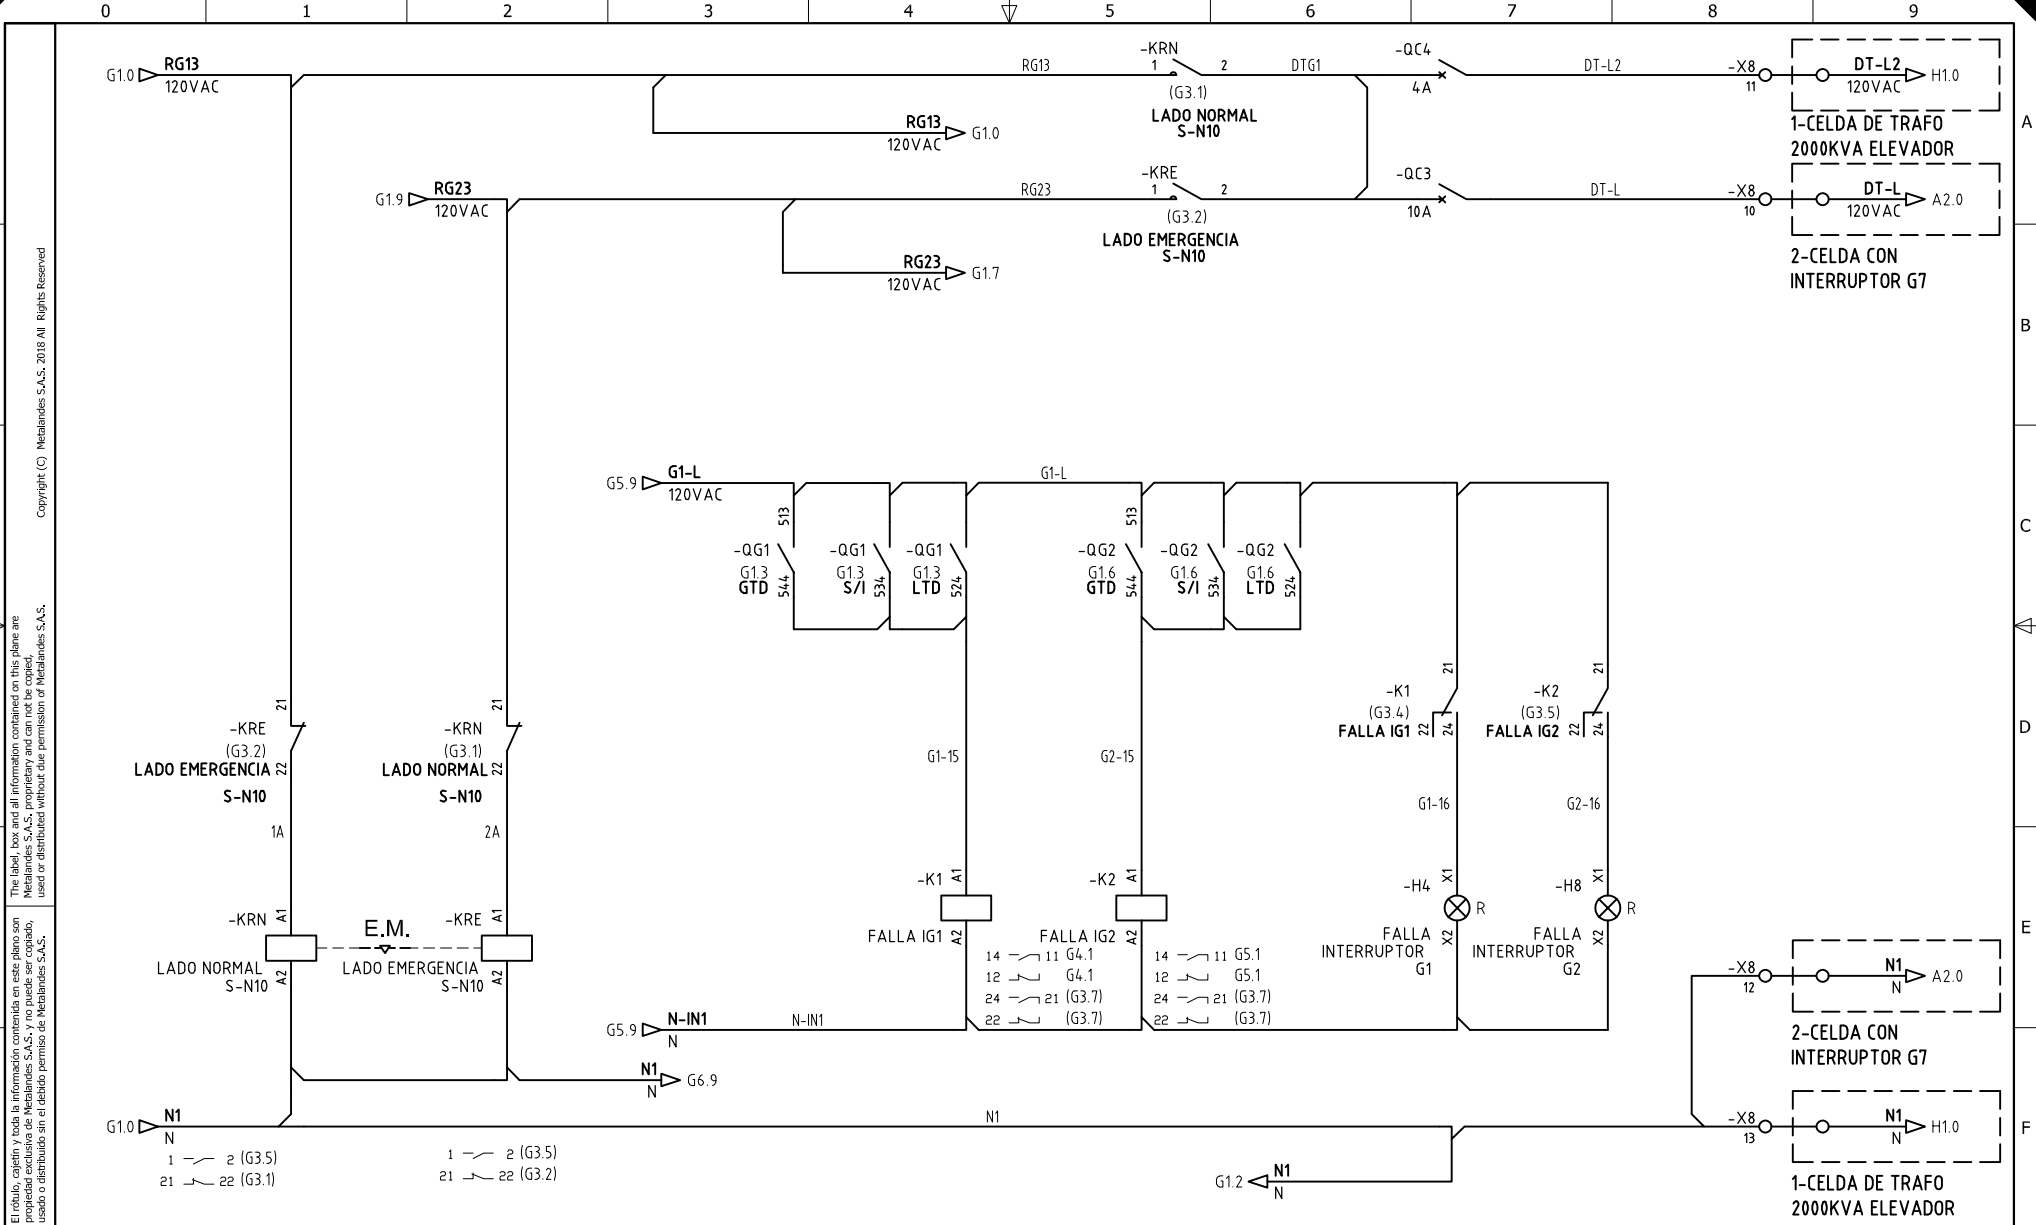 0 1 2 3 4 5 6 7 8 9
G1.0 RG13
120VAC
RG13
-KRN
1 2
(G3.1)
LADO NORMAL
S-N10
DTG1
-QC4
4A
DT-L2
-X8
11
DT-L2
120VAC
H1.0
1-CELDA DE TRAFO
2000KVA ELEVADOR
A
RG13
120VAC
G1.0
G1.9 RG23
120VAC
RG23
-KRE
1 2
(G3.2)
LADO EMERGENCIA
S-N10
-QC3
10A
DT-L
-X8
10
DT-L
120VAC
A2.0
2-CELDA CON
INTERRUPTOR G7
RG23
120VAC
G1.7
B
G5.9 G1-L
120VAC
G1-L
513
-QG1
G1.3
GTD
544
-QG1
G1.3
S/I
534
-QG1
G1.3
LTD
524
513
-QG2
G1.6
GTD
544
-QG2
G1.6
S/I
534
-QG2
G1.6
LTD
524
C
21
-KRE
(G3.2)
LADO EMERGENCIA
22
S-N10
1A
21
-KRN
(G3.1)
LADO NORMAL
22
S-N10
2A
G1-15
G2-15
21
-K1
(G3.4)
FALLA IG1
22 24
G1-16
21
-K2
(G3.5)
FALLA IG2
22 24
G2-16
D
-KRN
A1
LADO NORMAL
S-N10
A2
E.M.
-KRE
A1
LADO EMERGENCIA
S-N10
A2
-K1
A1
FALLA IG1
A2
14 11 G4.1
12 G4.1
24 21 (G3.7)
22 (G3.7)
-K2
A1
FALLA IG2
A2
14 11 G5.1
12 G5.1
24 21 (G3.7)
22 (G3.7)
X1
-H4
R
FALLA
INTERRUPTOR
G1
X2
X1
-H8
R
FALLA
INTERRUPTOR
G2
X2
E
-X8
12
N1
N
A2.0
2-CELDA CON
INTERRUPTOR G7
G5.9 N-IN1
N
N-IN1
N1
N
G6.9
G1.0 N1
N
N1
-X8
13
N1
N
H1.0
1-CELDA DE TRAFO
2000KVA ELEVADOR
F
1 2 (G3.5)
21 22 (G3.1)
1 2 (G3.5)
21 22 (G3.2)
G1.2 N1
N
Copyright (C) Metalandes S.A.S. 2018 All Rights Reserved
The label, box and all information contained on this plane are
Metalandes S.A.S. proprietary and can not be copied,
used or distributed without due permission of Metalandes S.A.S.
El rótulo, cajetín y toda la información contenida en este plano son
propiedad exclusiva de Metalandes S.A.S. y no puede ser copiado,
usado o distribuido sin el debido permiso de Metalandes S.A.S.